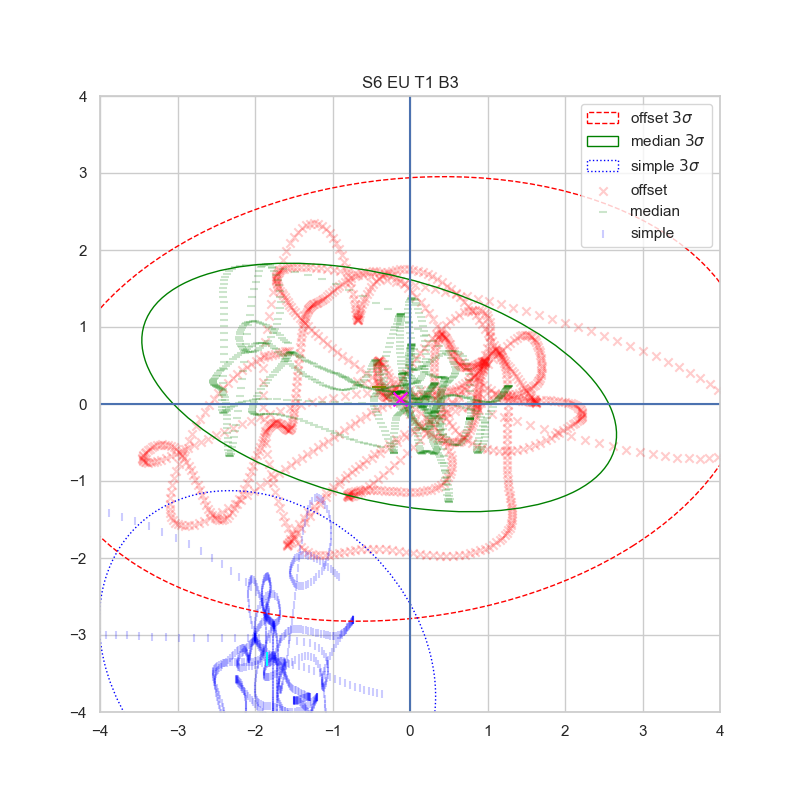 S6 EU T1 B3
offset 3σ
median 3σ
simple 3σ
offset
median
simple
4
3
2
1
0
−1
−2
−3
−4
−4 −3 −2 −1 0 1 2 3 4